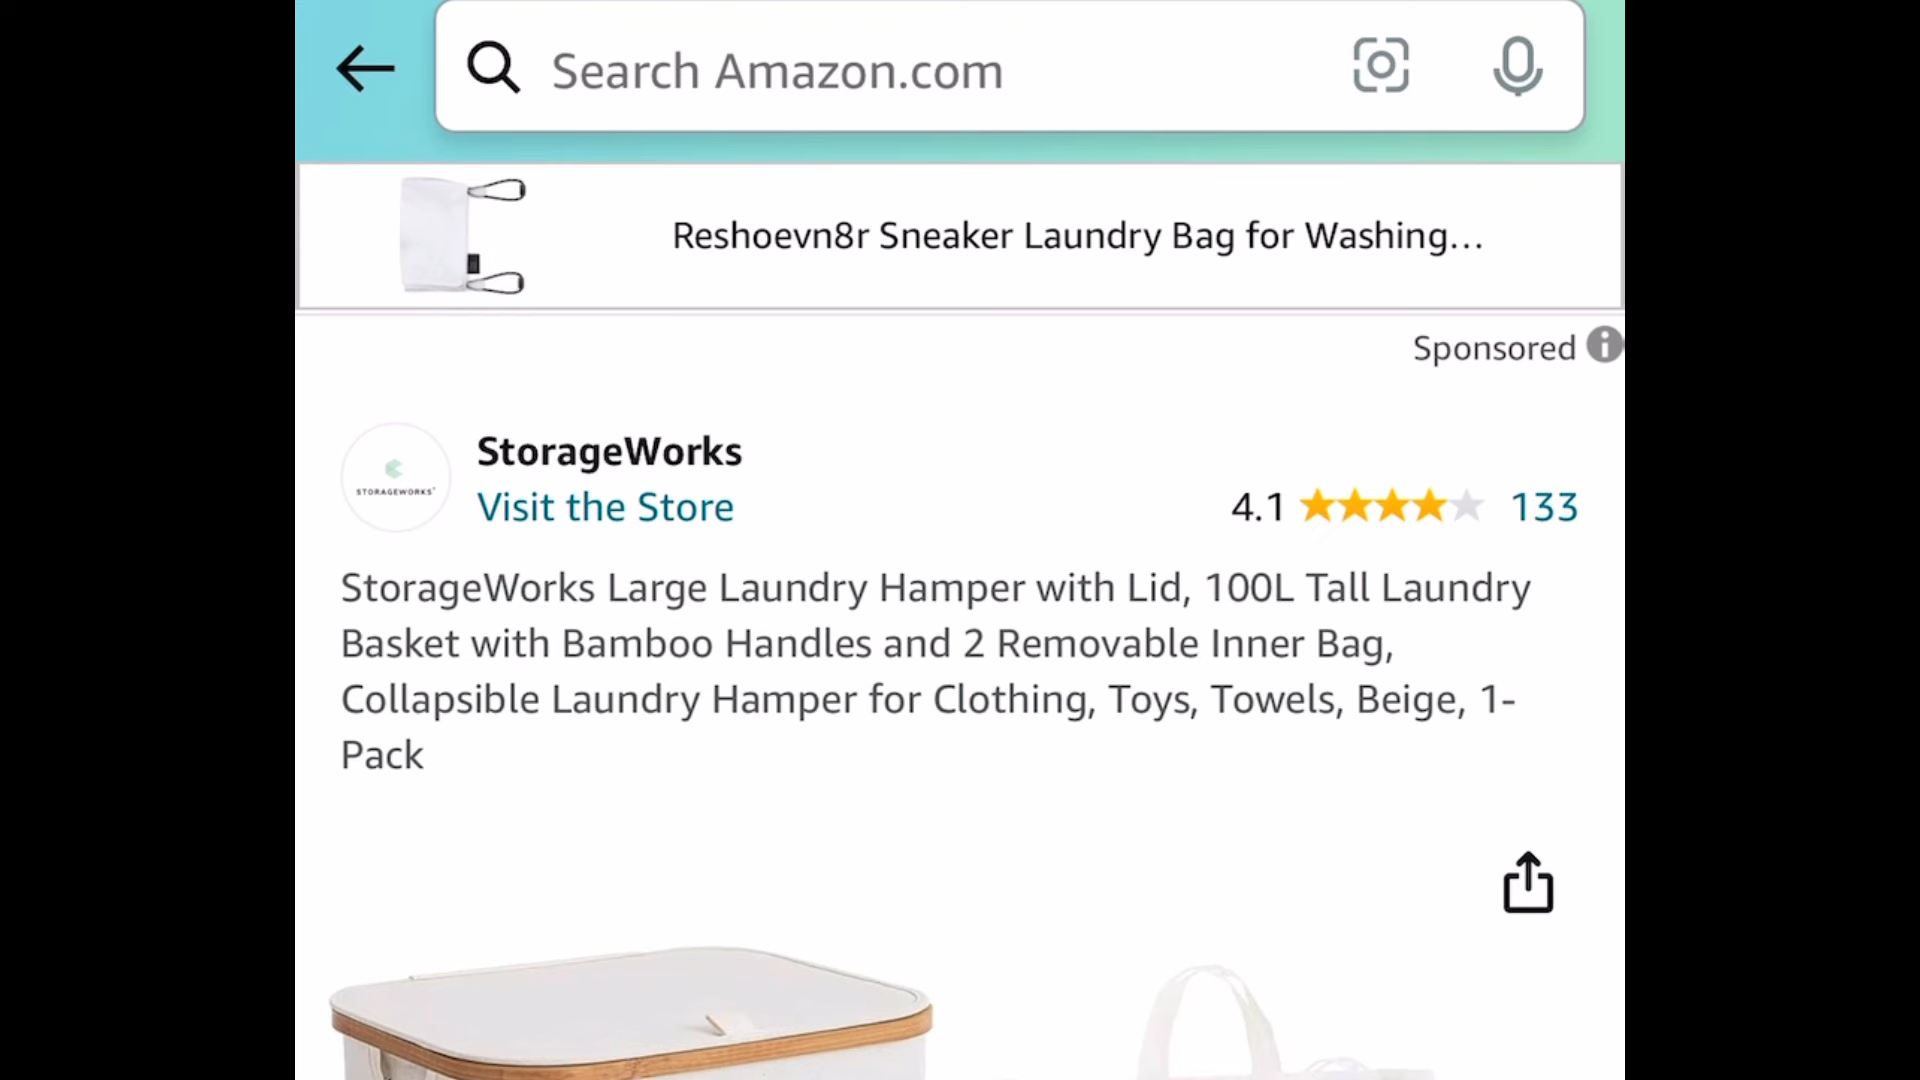 Search Amazon.com
Reshoevn8r Sneaker Laundry Bag for Washing...
Sponsored
StorageWorks
STORAGEWORKS
Visit the Store
4.1 133
StorageWorks Large Laundry Hamper with Lid, 100L Tall Laundry
Basket with Bamboo Handles and 2 Removable Inner Bag,
Collapsible Laundry Hamper for Clothing, Toys, Towels, Beige, 1-
Pack